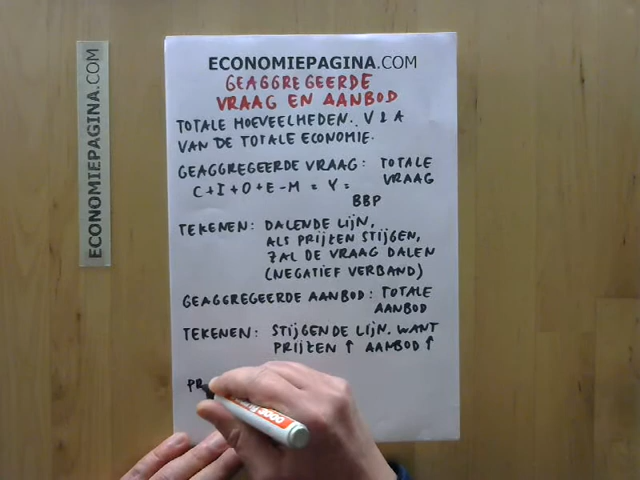 ECONOMIEPAGINA.COM
ECONOMIEPAGINA.COM
GEAGGREGEERDE
VRAAG EN AANBOD
TOTALE HOEVEELHEDEN. V & A
VAN DE TOTALE ECONOMIE.
GEAGGREGEERDE VRAAG: TOTALE
VRAAG
C+I+O+E-M = Y =
BBP
TEKENEN: DALENDE LIJN,
ALS PRIJZEN STIJGEN,
ZAL DE VRAAG DALEN
(NEGATIEF VERBAND)
GEAGGREGEERDE AANBOD: TOTALE
AANBOD
TEKENEN: STIJGENDE LIJN. WANT
PRIJZEN ↑ AANBOD ↑
PR